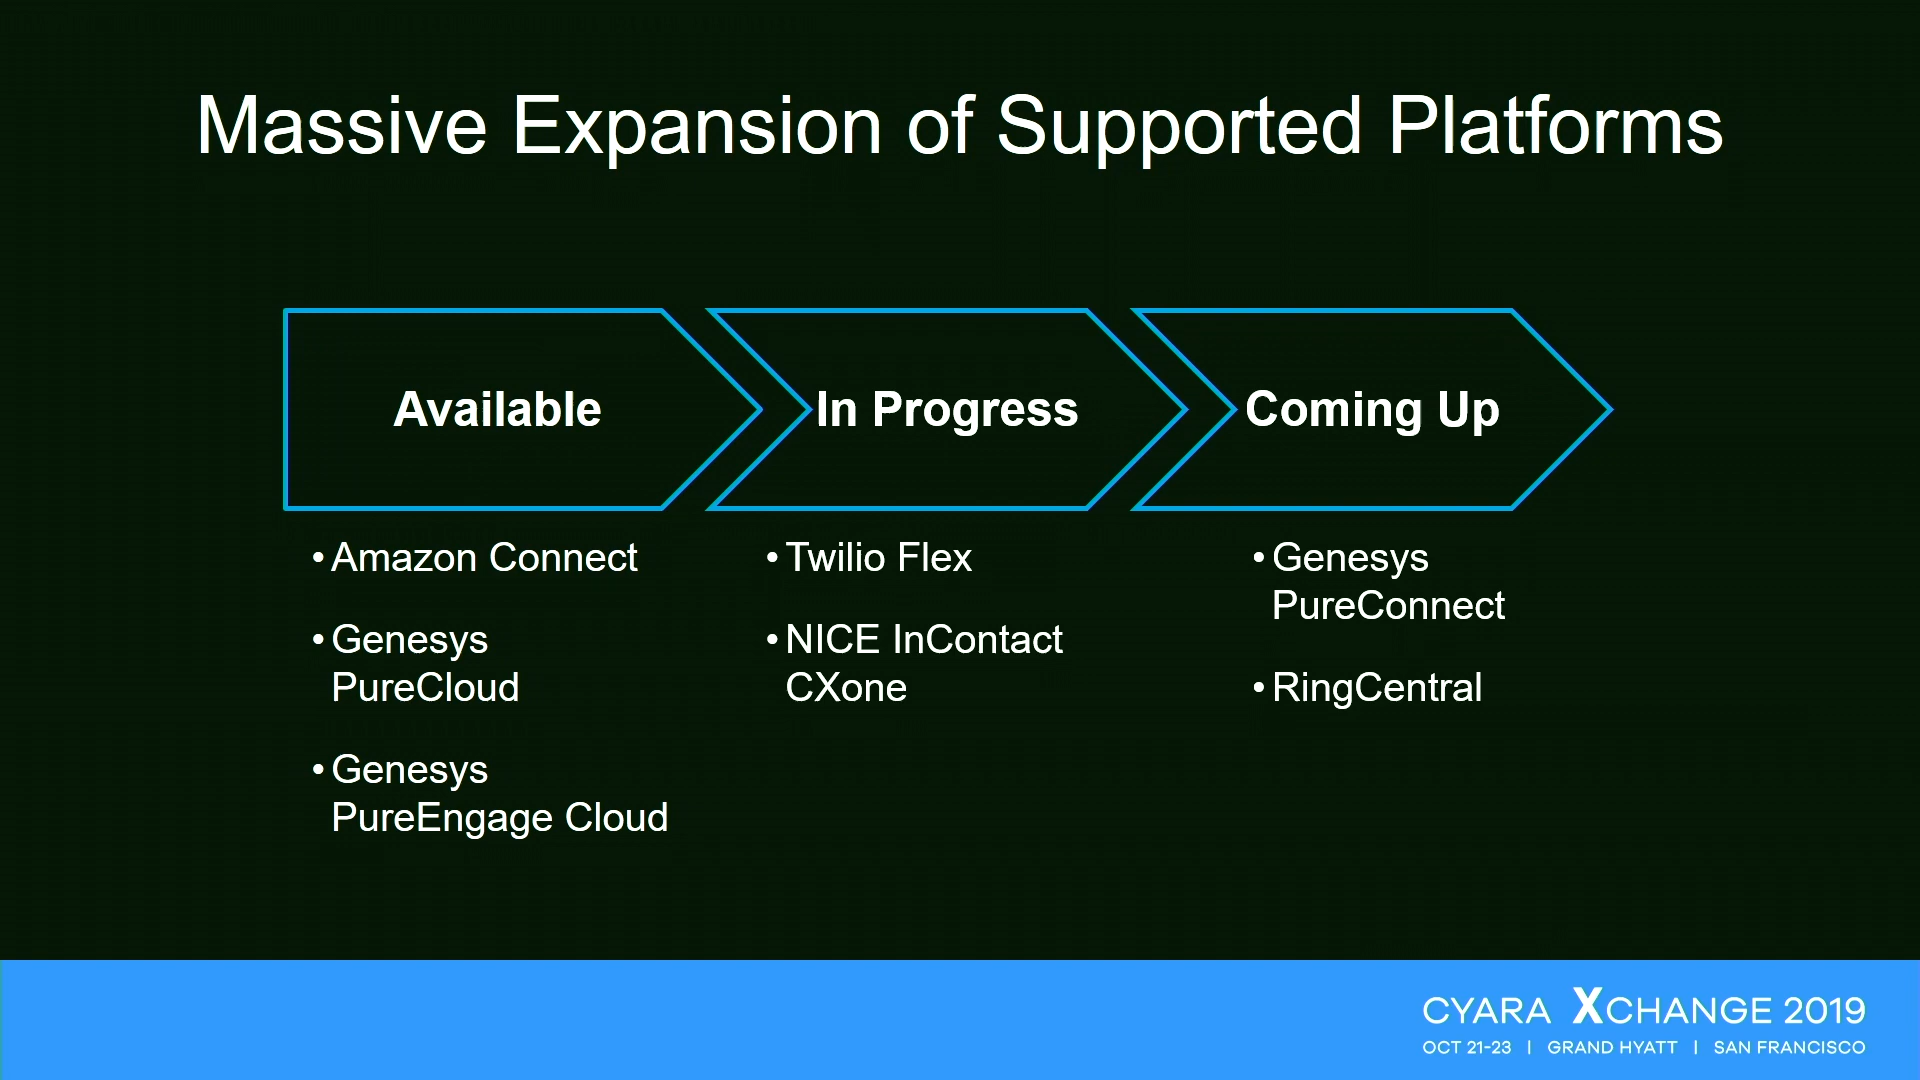 Massive Expansion of Supported Platforms
Available
• Amazon Connect
• Genesys
PureCloud
• Genesys
PureEngage Cloud
In Progress
• Twilio Flex
• NICE InContact
CXone
Coming Up
• Genesys
PureConnect
• RingCentral
CYARA XCHANGE 2019
OCT 21-23 | GRAND HYATT | SAN FRANCISCO